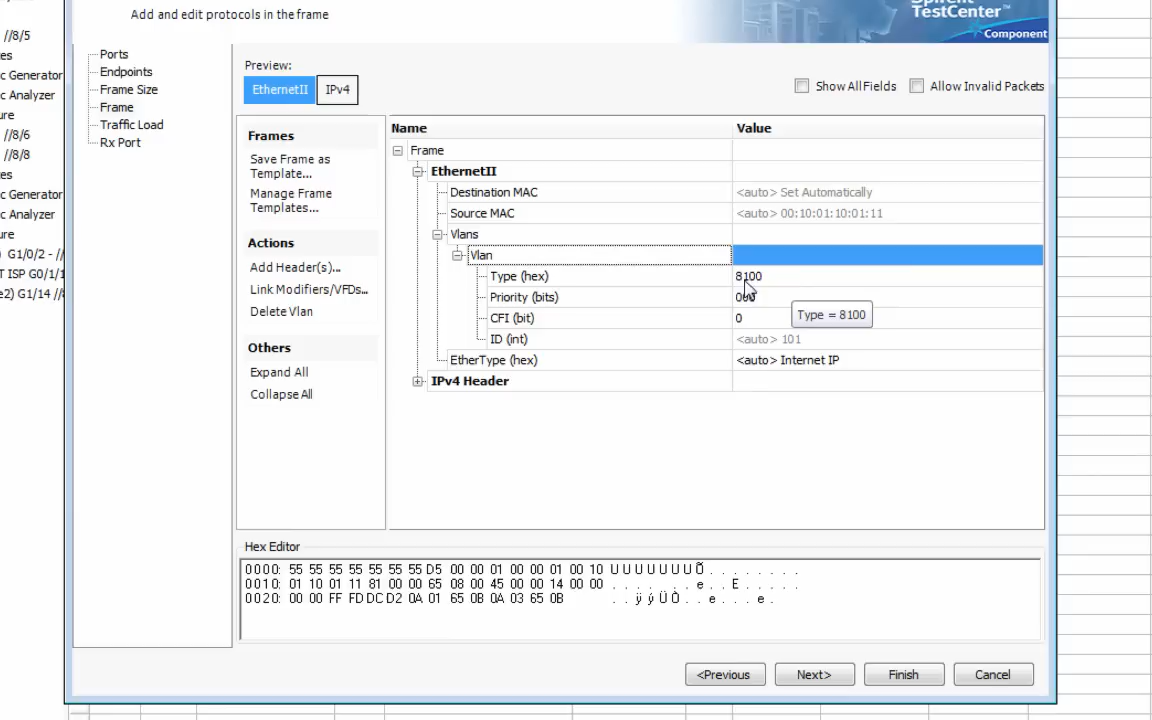 Add and edit protocols in the frame
Spirent
TestCenter™
Component
//8/5
es
c Generator
c Analyzer
ure
//8/6
//8/8
es
c Generator
c Analyzer
ure
) G1/0/2 - //
T ISP G0/1/1
e2) G1/14 //8
Ports
Endpoints
Frame Size
Frame
Traffic Load
Rx Port
Preview:
EthernetII IPv4
Show All Fields Allow Invalid Packets
Frames
Save Frame as
Template...
Manage Frame
Templates...
Actions
Add Header(s)...
Link Modifiers/VFDs...
Delete Vlan
Others
Expand All
Collapse All
Name Value
Frame
EthernetII
Destination MAC <auto> Set Automatically
Source MAC <auto> 00:10:01:10:01:11
Vlans
Vlan
Type (hex) 8100
Priority (bits) 000
CFI (bit) 0
Type = 8100
ID (int) <auto> 101
EtherType (hex) <auto> Internet IP
IPv4 Header
Hex Editor
0000: 55 55 55 55 55 55 55 D5 00 00 01 00 00 01 00 10 UUUUUUUÕ........
0010: 01 10 01 11 81 00 00 65 08 00 45 00 00 14 00 00 .......e..E.....
0020: 00 00 FF FD DC D2 0A 01 65 0B 0A 03 65 0B ..ÿýÜÒ..e...e.
<Previous Next> Finish Cancel